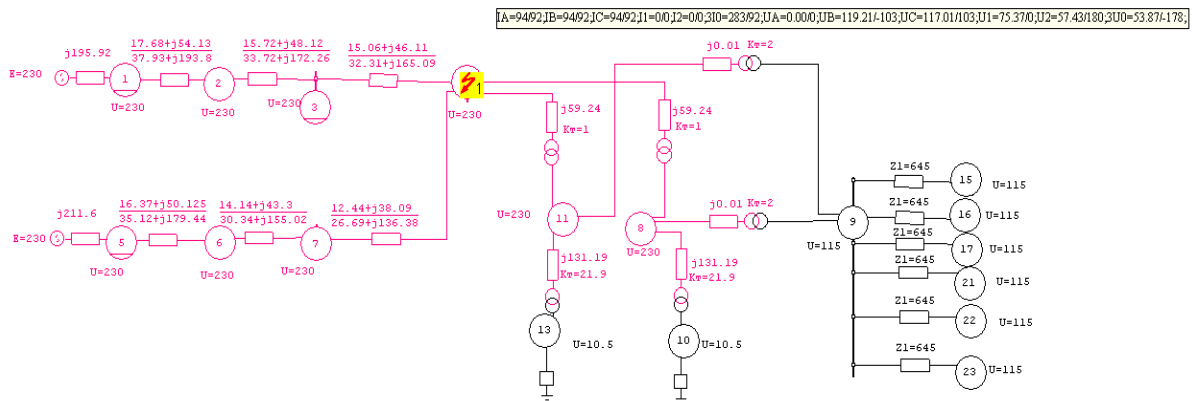 IA=94/92;IB=94/92;IC=94/92;I1=0/0;I2=0/0;3I0=283/92;UA=0.00/0;UB=119.21/-103;UC=117.01/103;U1=75.37/0;U2=57.43/180;3U0=53.87/-178;
j0.01 Kт=2
j195.92
17.68+j54.13
37.93+j193.8
15.72+j48.12
33.72+j172.26
15.06+j46.11
32.31+j165.09
E=230
1
2
3
1
U=230
U=230
U=230
U=230
j59.24
Kт=1
j59.24
Kт=1
j211.6
16.37+j50.125
35.12+j179.44
14.14+j43.3
30.34+j155.02
12.44+j38.09
26.69+j136.38
E=230
5
6
7
U=230
U=230
U=230
U=230
11
8
U=230
j0.01 Kт=2
9
U=115
j131.19
Kт=21.9
j131.19
Kт=21.9
13
U=10.5
10
U=10.5
Z1=645
15
U=115
Z1=645
16
U=115
Z1=645
17
U=115
Z1=645
21
U=115
Z1=645
22
U=115
Z1=645
23
U=115